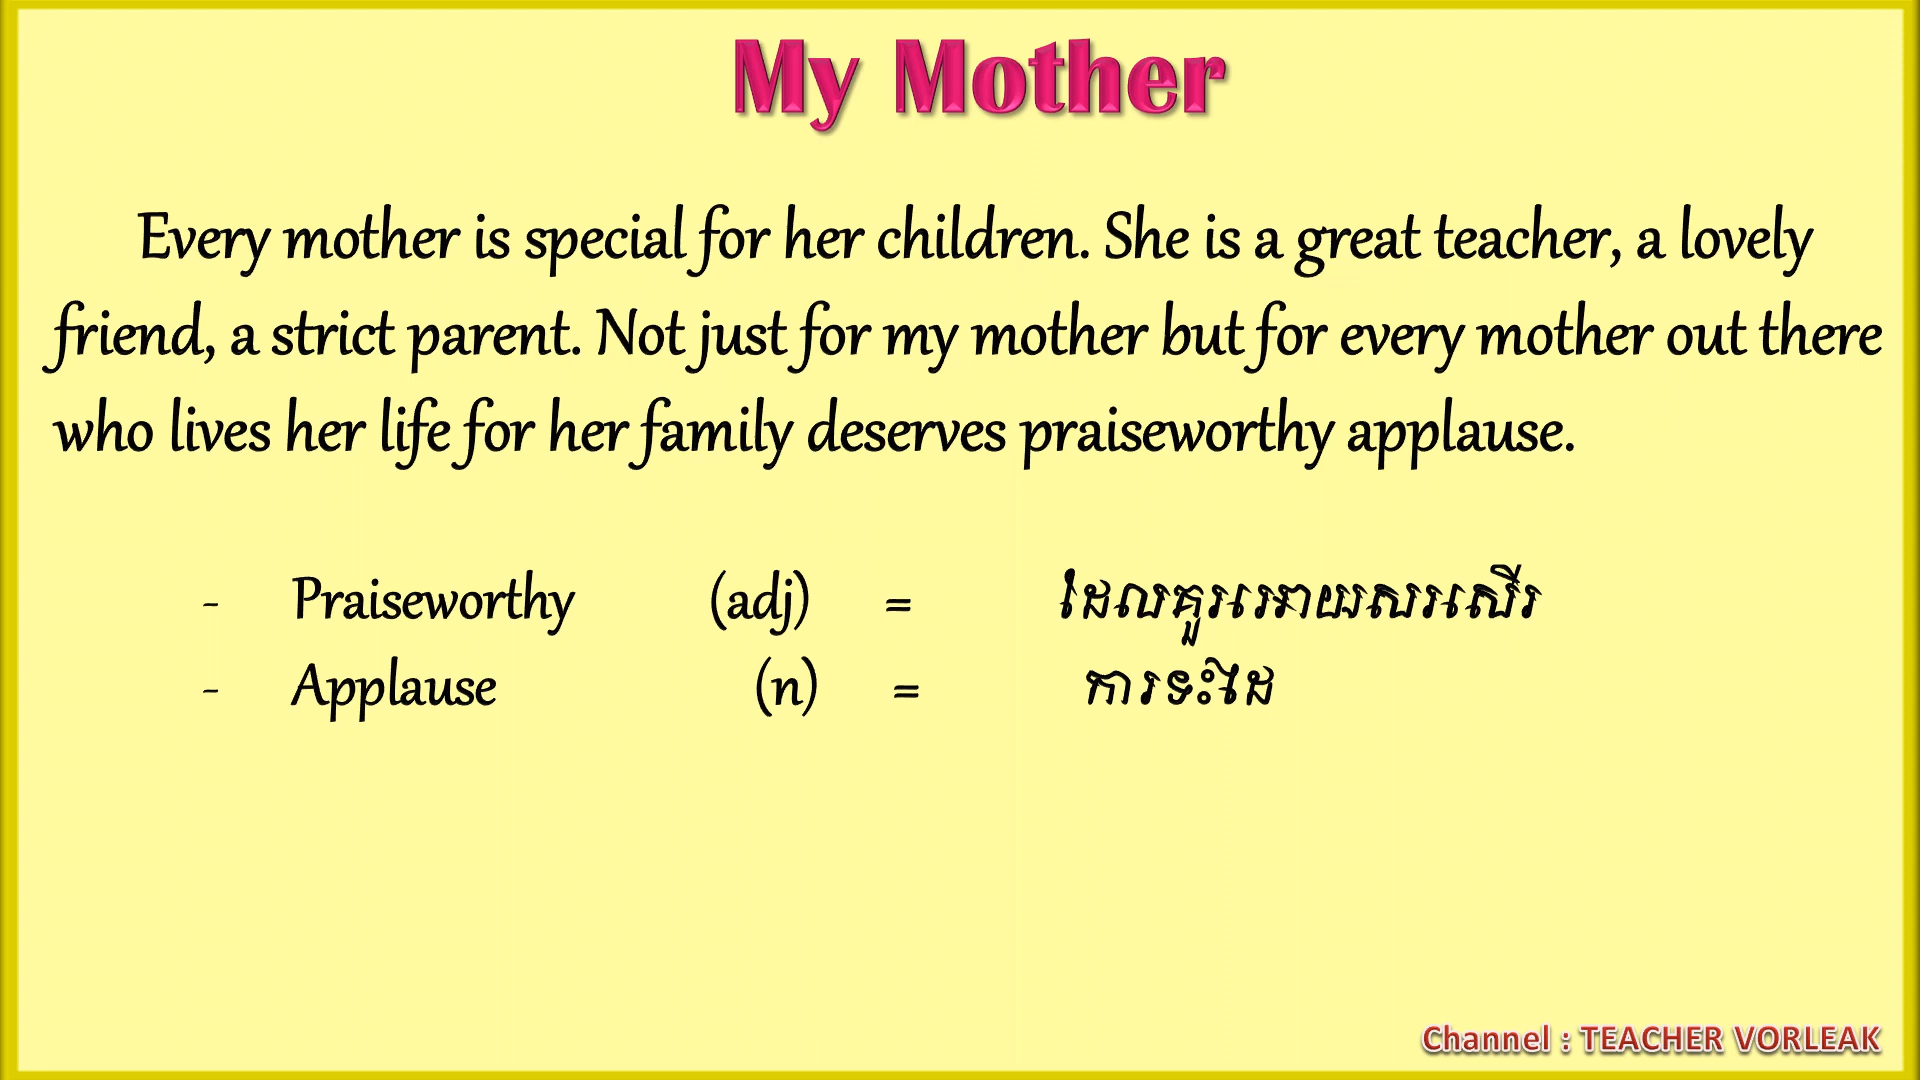 My Mother
Every mother is special for her children. She is a great teacher, a lovely
friend, a strict parent. Not just for my mother but for every mother out there
who lives her life for her family deserves praiseworthy applause.
- Praiseworthy (adj) = ដែលគួរអោយសរសើរ
- Applause (n) = ការទះដៃ
Channel : TEACHER VORLEAK